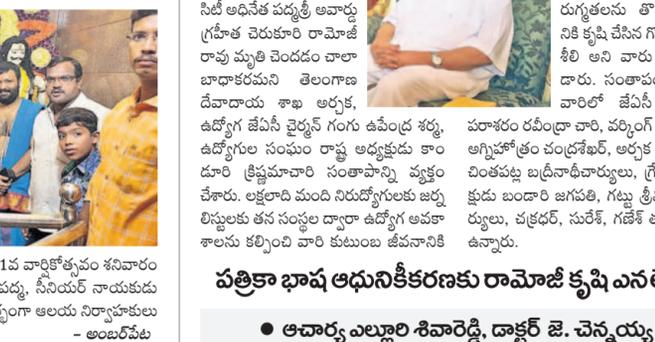 1వ వార్షికోత్సవం శనివారం
పద్మ, సీనియర్ నాయకుడు
ర్భంగా ఆలయ నిర్వాహకులు
– అంబర్‌పేట
సిటీ అధినేత పద్మశ్రీ అవార్డు
గ్రహీత చెరుకూరి రామోజీ
రావు మృతి చెందడం చాలా
బాధాకరమని తెలంగాణ
దేవాదాయ శాఖ అర్చక,
ఉద్యోగ జేఏసీ చైర్మన్ గంగు ఉపేంద్ర శర్మ,
ఉద్యోగుల సంఘం రాష్ట్ర అధ్యక్షుడు కాం
డూరి క్రిష్ణమాచారి సంతాపాన్ని వ్యక్తం
చేశారు. లక్షలాది మంది నిరుద్యోగులకు జర్న
లిస్టులకు తన సంస్థల ద్వారా ఉద్యోగ అవకా
శాలను కల్పించి వారి కుటుంబ జీవనానికి
రుగ్మతలను తొ
నికి కృషి చేసిన గొ
శీలి అని వారు
డారు. సంతాపం
వారిలో జేఏసీ
పరాశరం రవీంద్రా చారి, వర్కింగ్
అగ్నిహోత్రం చంద్రశేఖర్, అర్చక
చింతపట్ల బద్రీనాథాచార్యులు, గ్రే
క్షుడు బండారి జగపతి, గట్టు శ్రీ
ర్యులు, చక్రధర్, సురేశ్, గణేశ్ త
ఉన్నారు.
పత్రికా భాష ఆధునికీకరణకు రామోజీ కృషి ఎన
● ఆచార్య ఎల్లూరి శివారెడ్డి, డాక్టర్ జె. చెన్నయ్య